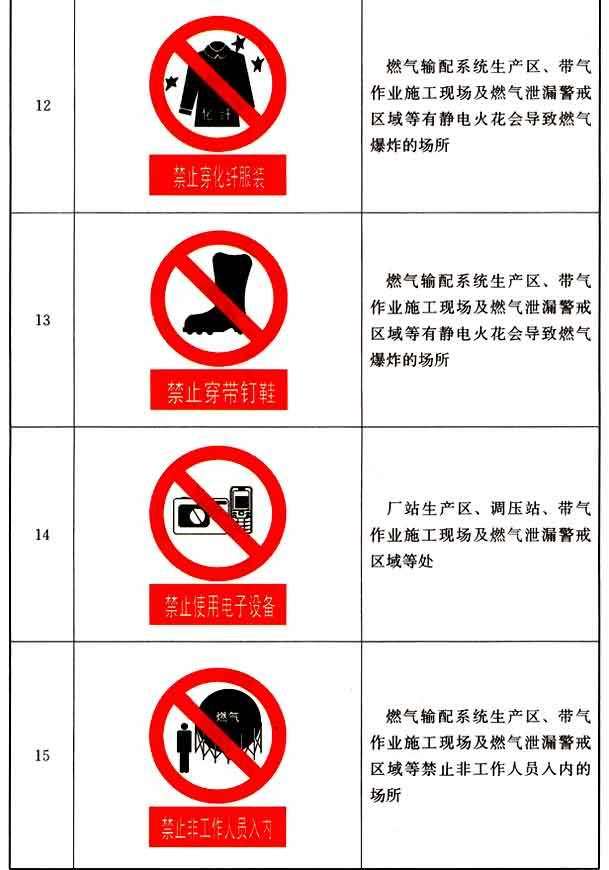 12
化 纤
禁止穿化纤服装
燃气输配系统生产区、带气
作业施工现场及燃气泄漏警戒
区域等有静电火花会导致燃气
爆炸的场所
13
禁止穿带钉鞋
燃气输配系统生产区、带气
作业施工现场及燃气泄漏警戒
区域等有静电火花会导致燃气
爆炸的场所
14
禁止使用电子设备
厂站生产区、调压站、带气
作业施工现场及燃气泄漏警戒
区域等处
15
燃气
禁止非工作人员入内
燃气输配系统生产区、带气
作业施工现场及燃气泄漏警戒
区域等禁止非工作人员入内的
场所